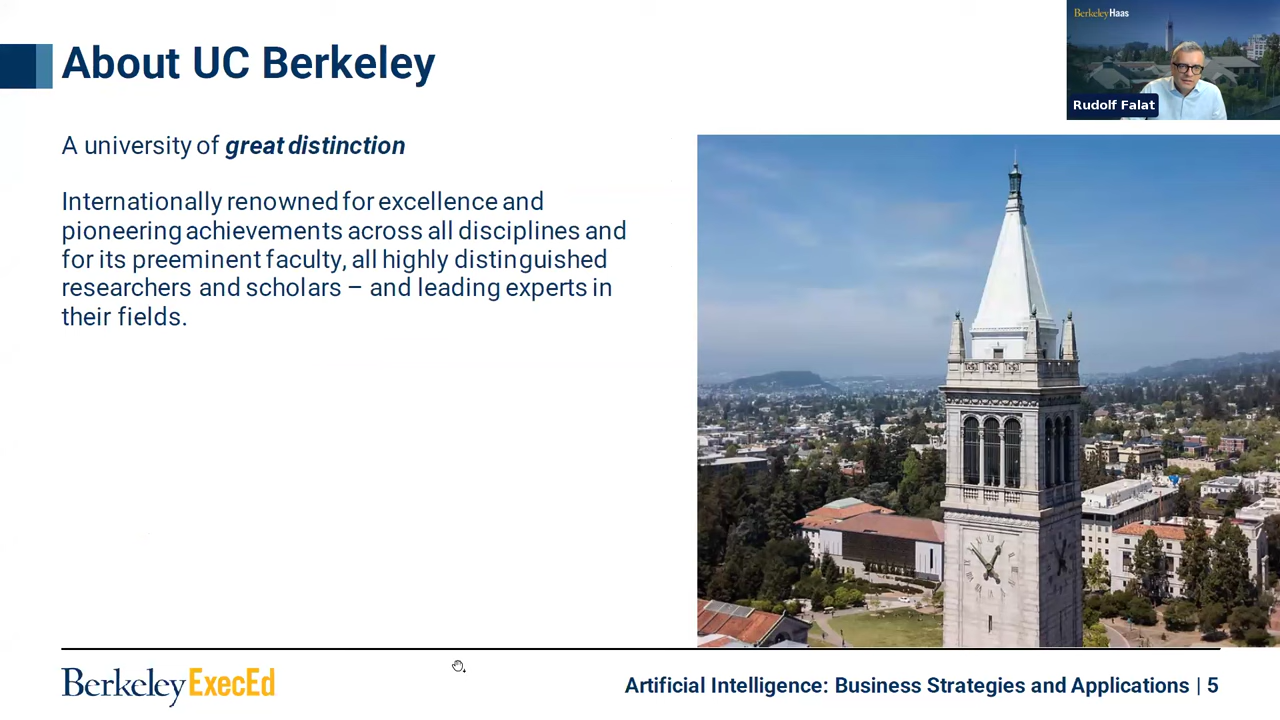 About UC Berkeley
BerkeleyHaas
Rudolf Falat
A university of great distinction
Internationally renowned for excellence and
pioneering achievements across all disciplines and
for its preeminent faculty, all highly distinguished
researchers and scholars – and leading experts in
their fields.
Berkeley ExecEd
Artificial Intelligence: Business Strategies and Applications | 5